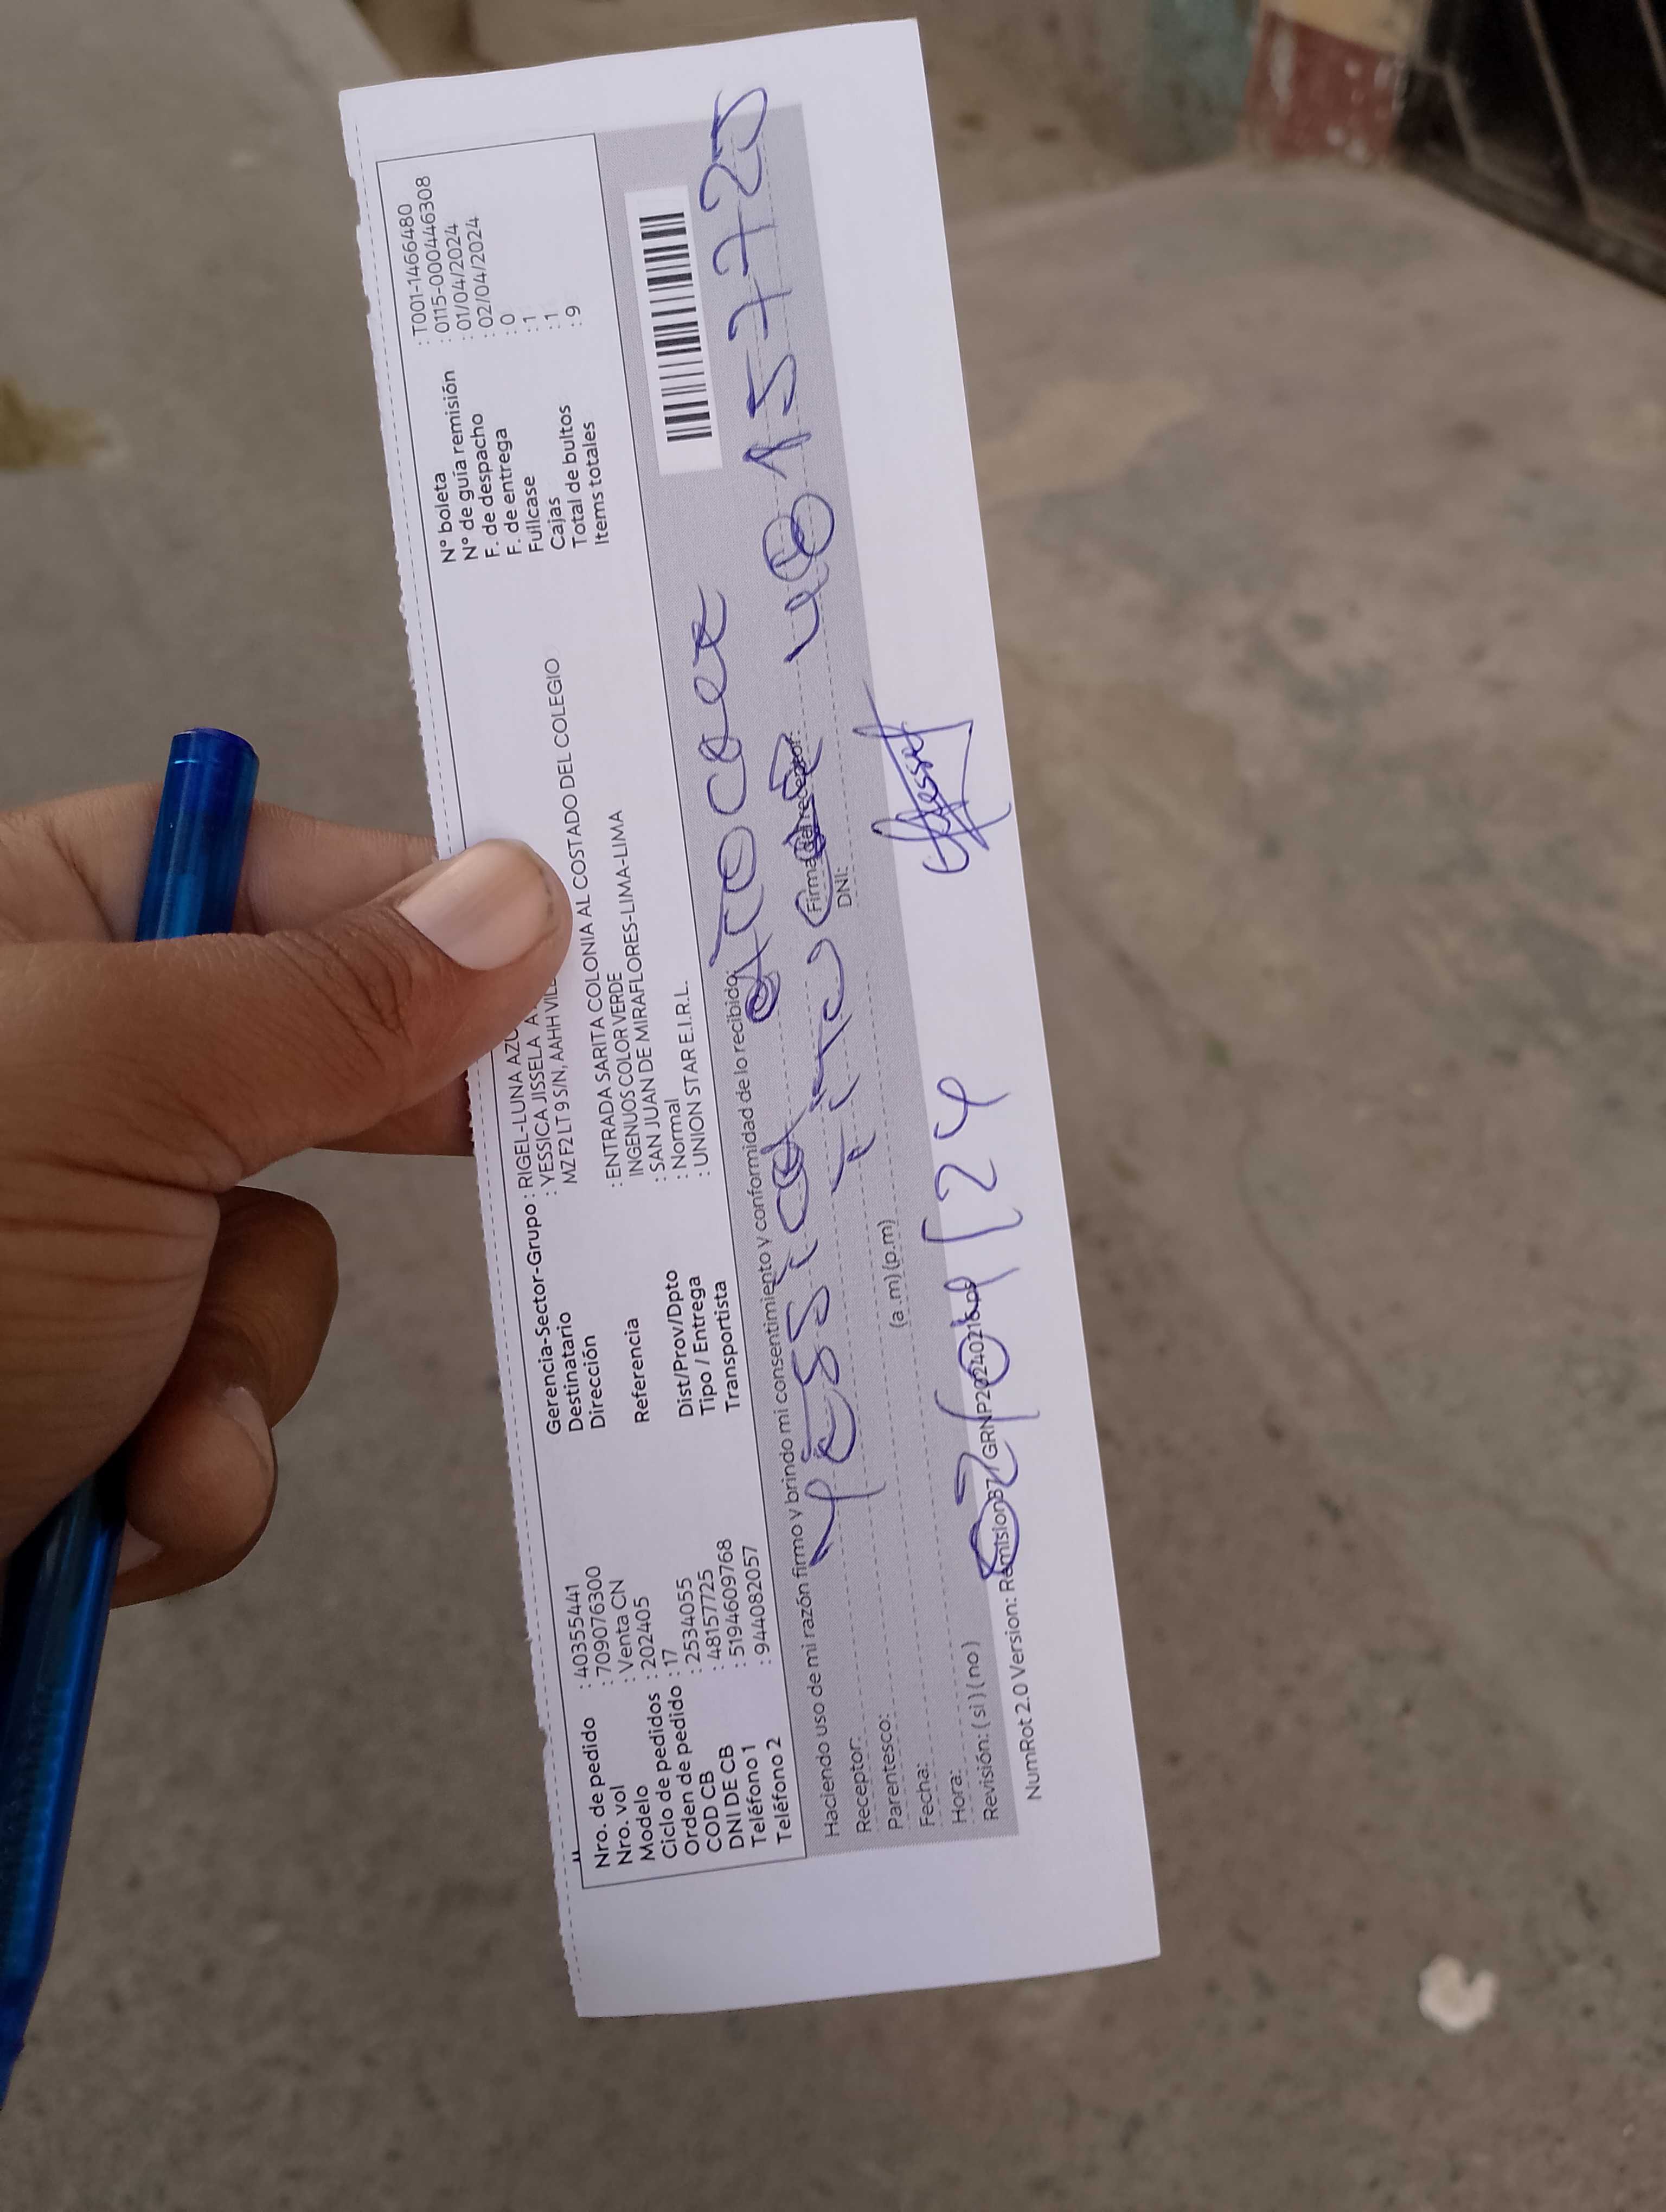 Nro. de pedido : 40355441
Nro. vol : 709076300
Modelo : Venta CN
Ciclo de pedidos : 202405
Orden de pedido : 17
COD CB : 2534055
DNI DE CB : 48157725
Teléfono 1 : 5194609768
Teléfono 2 : 944082057
Gerencia-Sector-Grupo : RIGEL-LUNA
Destinatario : YESSICA JISSELA
Dirección MZ F2 LT 9 S/N, AAHH
Referencia : ENTRADA SARITA COLONIA AL COSTADO DEL COLEGIO
INGENIJOS COLOR VERDE
Dist/Prov/Dpto : SAN JUAN DE MIRAFLORES-LIMA-LIMA
Tipo / Entrega : Normal
Transportista : UNION STAR E.I.R.L.
N° boleta : T001-1466480
N° de guía remisión : 0115-0004446308
F. de despacho : 01/04/2024
F. de entrega : 02/04/2024
Fullcase : 0
Cajas : 1
Total de bultos : 1
Items totales : 9
Haciendo uso de mi razón firmo y brindo mi consentimiento y conformidad de lo recibido:
Receptor: Yessica
Parentesco:
Fecha: (a.m) (p.m)
Hora:
Revisión: ( si ) ( no )
Firma del receptor:
DNI: 48157725
02/04/24
NumRot 2.0 Version: Remision87